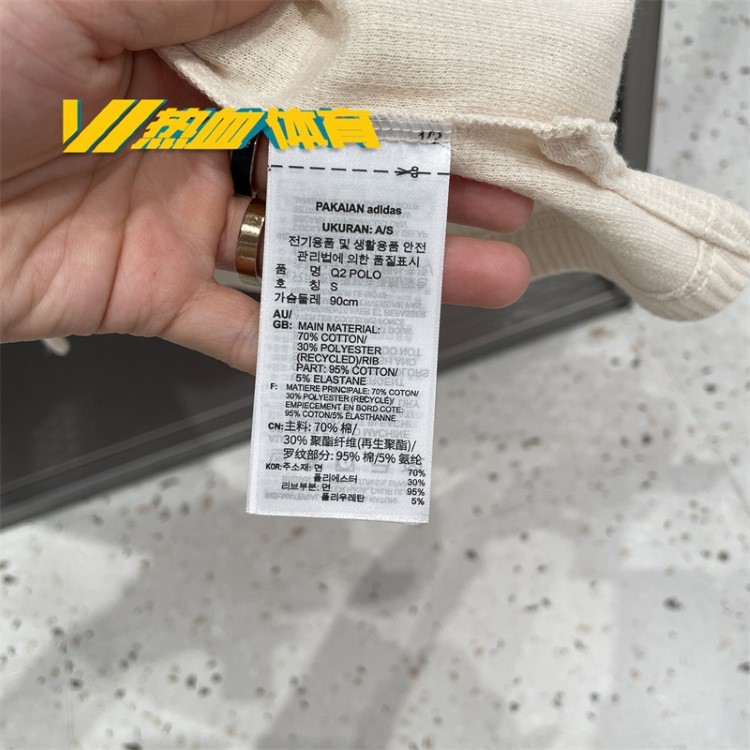 热血体育
1/2
PAKAIAN adidas
UKURAN: A/S
전기용품 및 생활용품 안전
관리법에 의한 품질표시
품 명 Q2 POLO
호 칭 S
가슴둘레 90cm
AU/
GB: MAIN MATERIAL:
70% COTTON/
30% POLYESTER
(RECYCLED)/RIB
PART: 95% COTTON/
5% ELASTANE
F: MATIERE PRINCIPALE: 70% COTON/
30% POLYESTER (RECYCLÉ)/
EMPIECEMENT EN BORD COTE:
95% COTON/5% ÉLASTHANNE
CN: 主料: 70% 棉/
30% 聚酯纤维(再生聚酯)/
罗纹部分: 95% 棉/5% 氨纶
KOR: 주소재: 면 70%
폴리에스터 30%
리브부분: 면 95%
폴리우레탄 5%